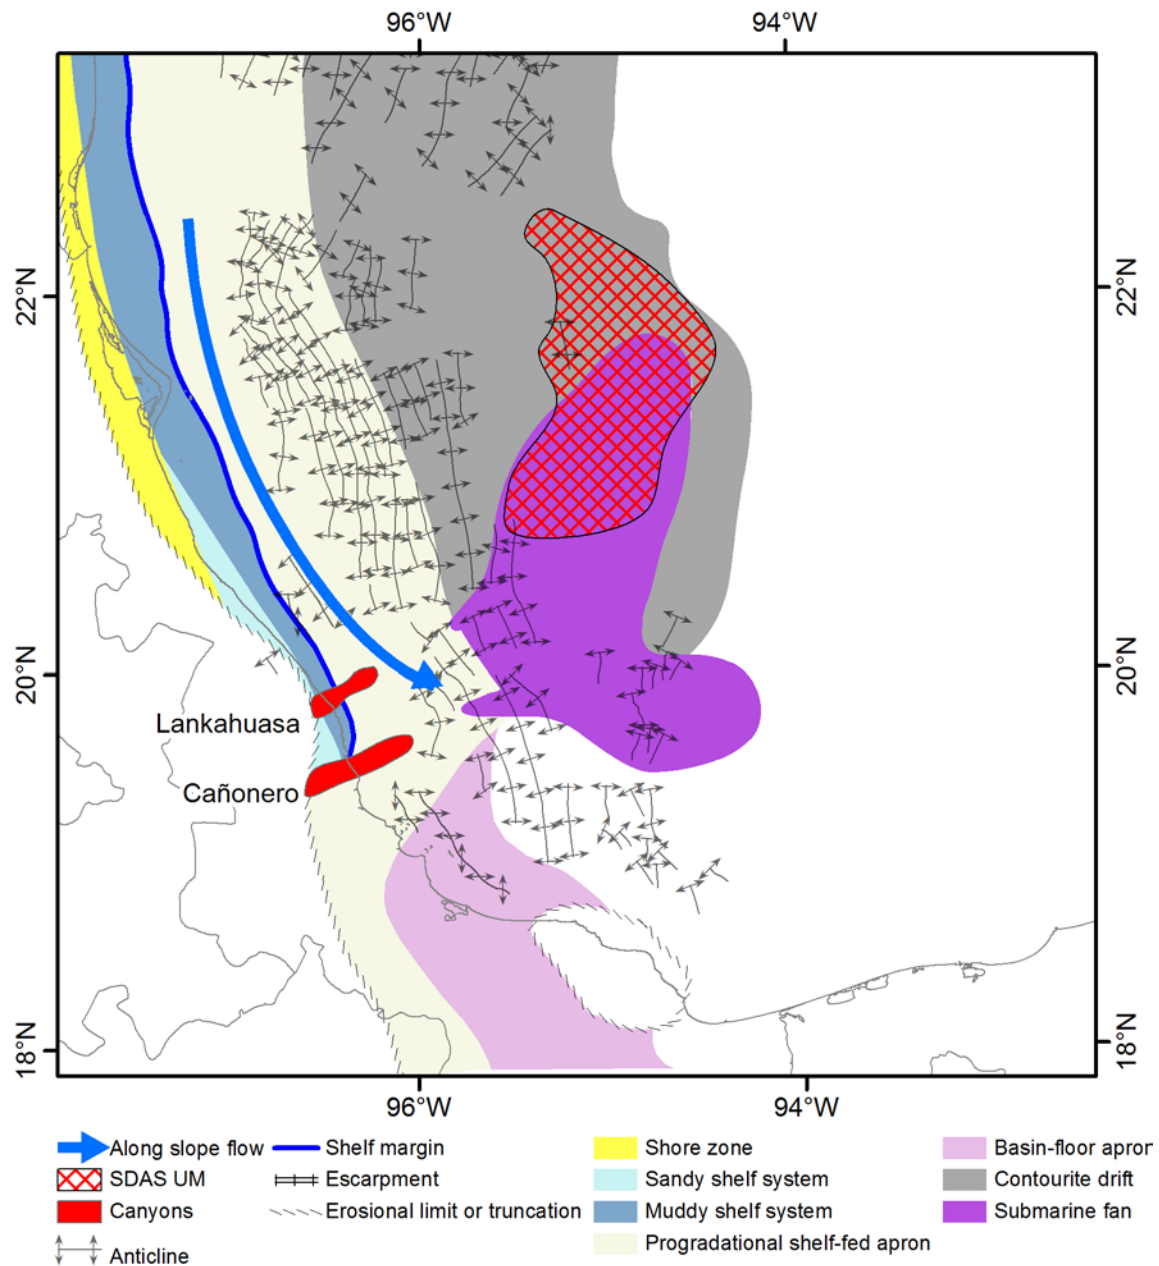 96°W 94°W
22°N 22°N
20°N 20°N
Lankahuasa
Cañonero
18°N 18°N
96°W 94°W
Along slope flow Shelf margin Shore zone Basin-floor apron
SDAS UM Escarpment Sandy shelf system Contourite drift
Canyons Erosional limit or truncation Muddy shelf system Submarine fan
Anticline Progradational shelf-fed apron